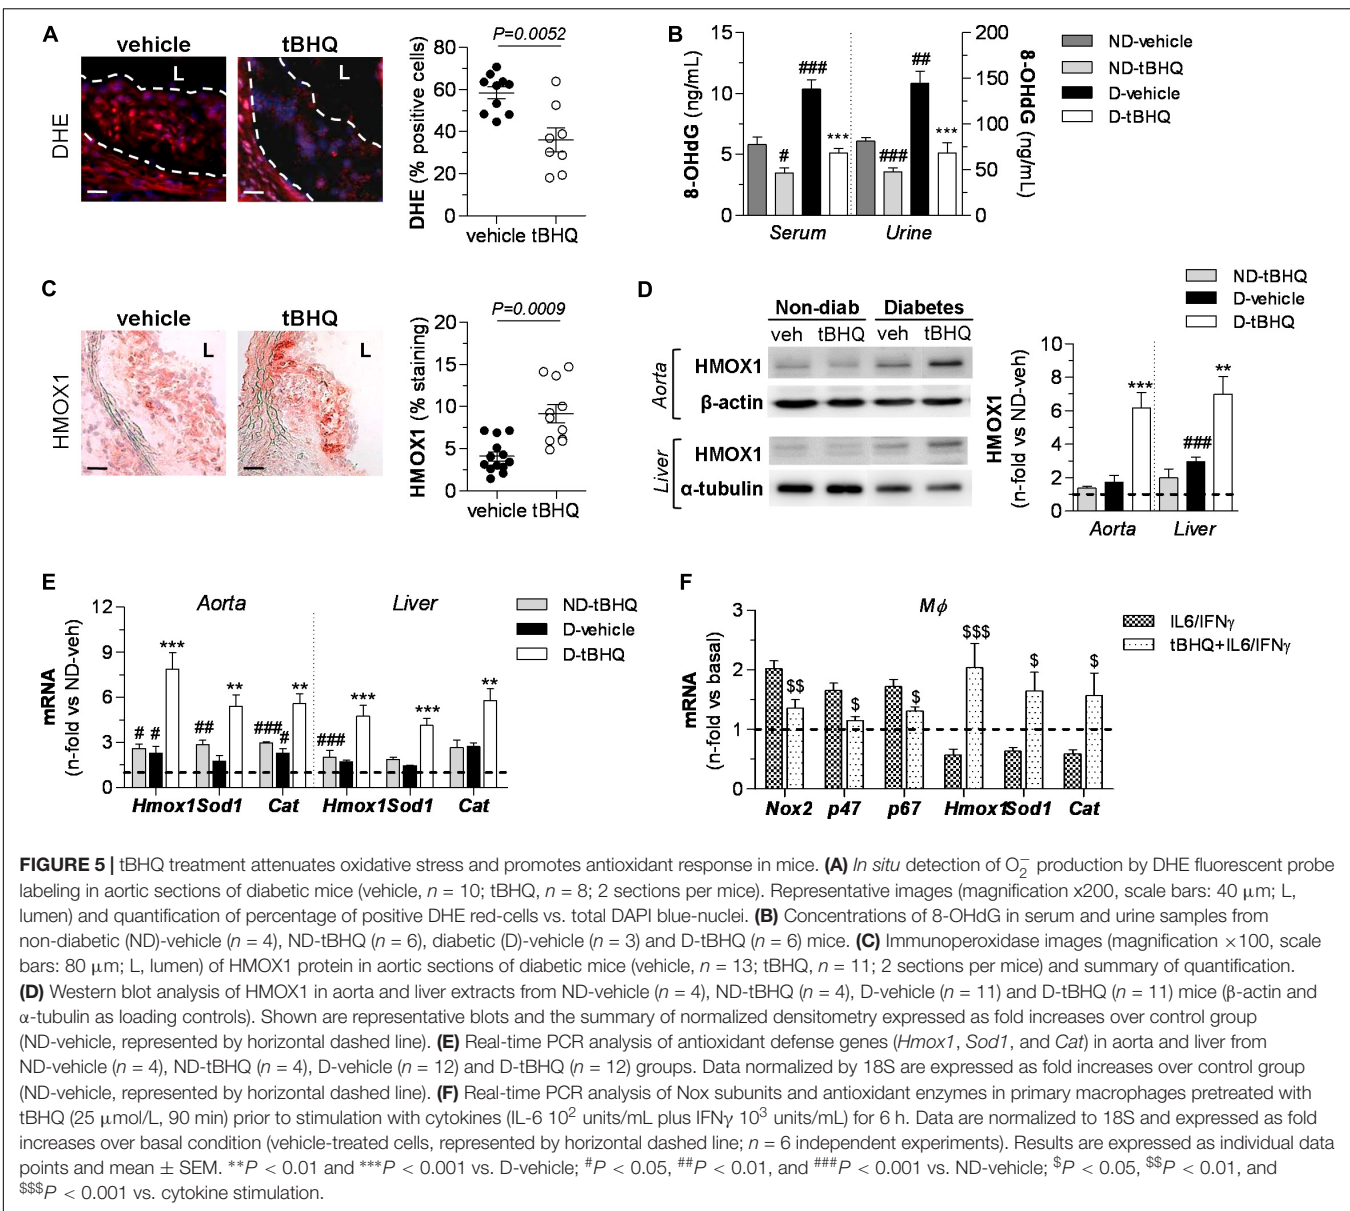 A
vehicle
tBHQ
L
L
DHE
P=0.0052
80
60
40
20
0
DHE (% positive cells)
vehicle tBHQ
B
15
10
5
0
8-OHdG (ng/mL)
###
##
#
***
###
***
200
150
100
50
0
8-OHdG (ng/mL)
Serum
Urine
ND-vehicle
ND-tBHQ
D-vehicle
D-tBHQ
C
vehicle
tBHQ
L
L
HMOX1
P=0.0009
20
15
10
5
0
HMOX1 (% staining)
vehicle tBHQ
D
Non-diab
Diabetes
veh tBHQ veh tBHQ
Aorta
HMOX1
β-actin
Liver
HMOX1
α-tubulin
ND-tBHQ
D-vehicle
D-tBHQ
10
8
6
4
2
0
HMOX1
(n-fold vs ND-veh)
***
###
**
Aorta
Liver
E
Aorta
Liver
12
9
6
3
0
mRNA
(n-fold vs ND-veh)
# # ***
## **
### # **
### ***
***
**
Hmox1 Sod1 Cat Hmox1 Sod1 Cat
ND-tBHQ
D-vehicle
D-tBHQ
F
Mϕ
3
2
1
0
mRNA
(n-fold vs basal)
$$ $ $ $$$ $ $
Nox2 p47 p67 Hmox1 Sod1 Cat
IL6/IFNγ
tBHQ+IL6/IFNγ
FIGURE 5 | tBHQ treatment attenuates oxidative stress and promotes antioxidant response in mice. (A) In situ detection of O₂⁻ production by DHE fluorescent probe
labeling in aortic sections of diabetic mice (vehicle, n = 10; tBHQ, n = 8; 2 sections per mice). Representative images (magnification x200, scale bars: 40 μm; L,
lumen) and quantification of percentage of positive DHE red-cells vs. total DAPI blue-nuclei. (B) Concentrations of 8-OHdG in serum and urine samples from
non-diabetic (ND)-vehicle (n = 4), ND-tBHQ (n = 6), diabetic (D)-vehicle (n = 3) and D-tBHQ (n = 6) mice. (C) Immunoperoxidase images (magnification ×100, scale
bars: 80 μm; L, lumen) of HMOX1 protein in aortic sections of diabetic mice (vehicle, n = 13; tBHQ, n = 11; 2 sections per mice) and summary of quantification.
(D) Western blot analysis of HMOX1 in aorta and liver extracts from ND-vehicle (n = 4), ND-tBHQ (n = 4), D-vehicle (n = 11) and D-tBHQ (n = 11) mice (β-actin and
α-tubulin as loading controls). Shown are representative blots and the summary of normalized densitometry expressed as fold increases over control group
(ND-vehicle, represented by horizontal dashed line). (E) Real-time PCR analysis of antioxidant defense genes (Hmox1, Sod1, and Cat) in aorta and liver from
ND-vehicle (n = 4), ND-tBHQ (n = 4), D-vehicle (n = 12) and D-tBHQ (n = 12) groups. Data normalized by 18S are expressed as fold increases over control group
(ND-vehicle, represented by horizontal dashed line). (F) Real-time PCR analysis of Nox subunits and antioxidant enzymes in primary macrophages pretreated with
tBHQ (25 μmol/L, 90 min) prior to stimulation with cytokines (IL-6 10² units/mL plus IFNγ 10³ units/mL) for 6 h. Data are normalized to 18S and expressed as fold
increases over basal condition (vehicle-treated cells, represented by horizontal dashed line; n = 6 independent experiments). Results are expressed as individual data
points and mean ± SEM. **P < 0.01 and ***P < 0.001 vs. D-vehicle; #P < 0.05, ##P < 0.01, and ###P < 0.001 vs. ND-vehicle; $P < 0.05, $$P < 0.01, and
$$$P < 0.001 vs. cytokine stimulation.